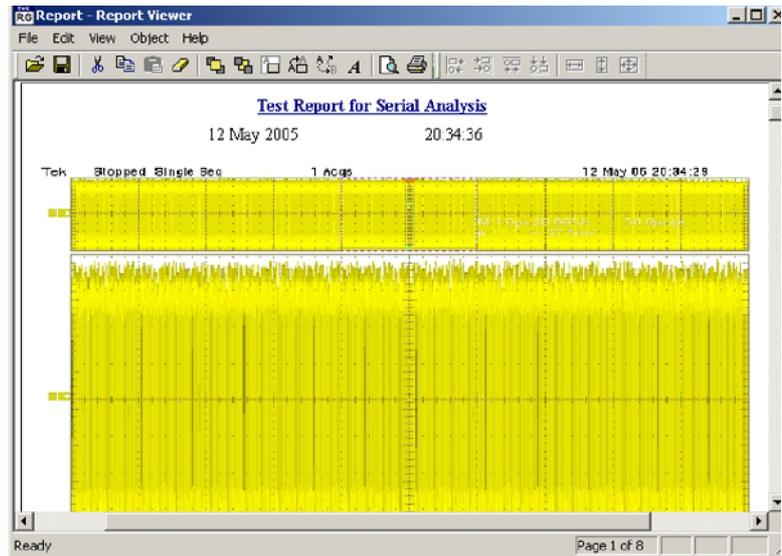 RG Report - Report Viewer
File Edit View Object Help
Test Report for Serial Analysis
12 May 2005 20:34:36
Tek Stopped Single Seq 1 Acqs 12 May 05 20:34:29
Ready Page 1 of 8